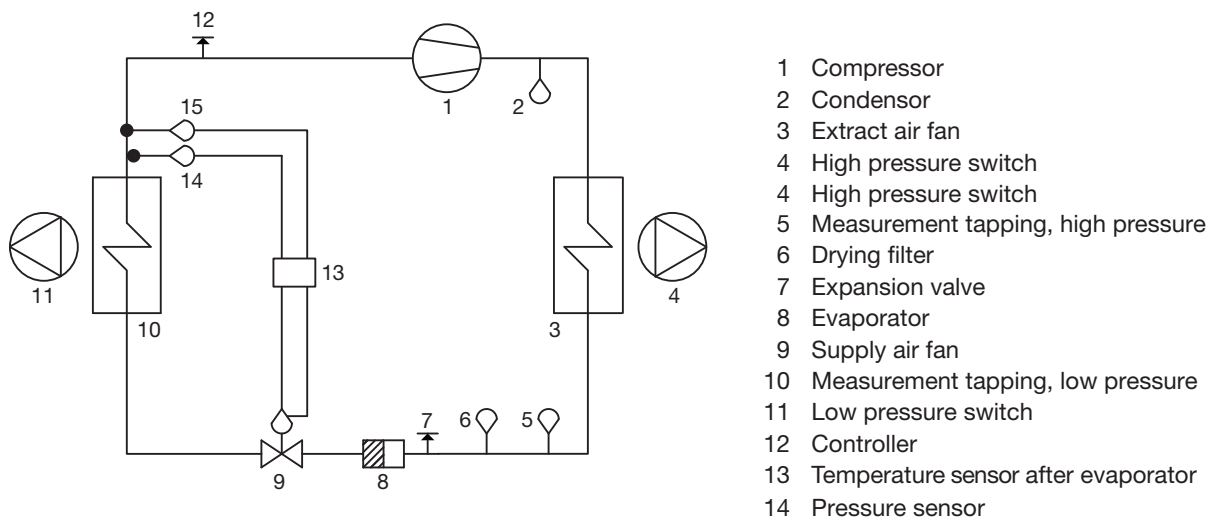 12
1
2
15
14
13
11
10
3
4
7
6
5
9
8
1 Compressor
2 Condensor
3 Extract air fan
4 High pressure switch
4 High pressure switch
5 Measurement tapping, high pressure
6 Drying filter
7 Expansion valve
8 Evaporator
9 Supply air fan
10 Measurement tapping, low pressure
11 Low pressure switch
12 Controller
13 Temperature sensor after evaporator
14 Pressure sensor